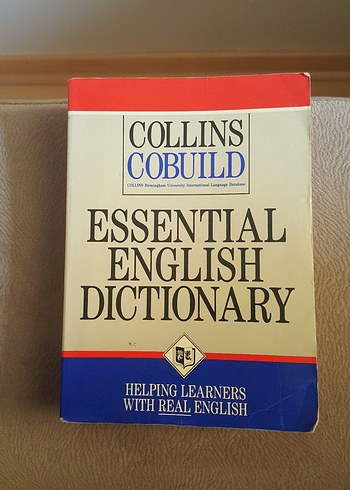 COLLINS
COBUILD
COLLINS Birmingham University International Language Database
ESSENTIAL
ENGLISH
DICTIONARY
HELPING LEARNERS
WITH REAL ENGLISH